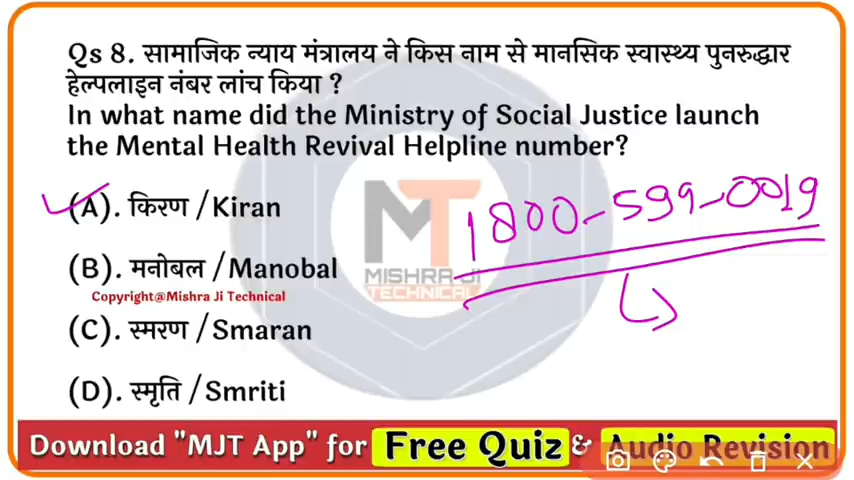 Qs 8. सामाजिक न्याय मंत्रालय ने किस नाम से मानसिक स्वास्थ्य पुनरुद्धार
हेल्पलाइन नंबर लांच किया ?
In what name did the Ministry of Social Justice launch
the Mental Health Revival Helpline number?
(A). किरण /Kiran
1800-599-0019
(B). मनोबल /Manobal
MT
MISHRA JI
TECHNICAL
Copyright@Mishra Ji Technical
(C). स्मरण /Smaran
(D). स्मृति /Smriti
Download "MJT App" for Free Quiz & Audio Revision